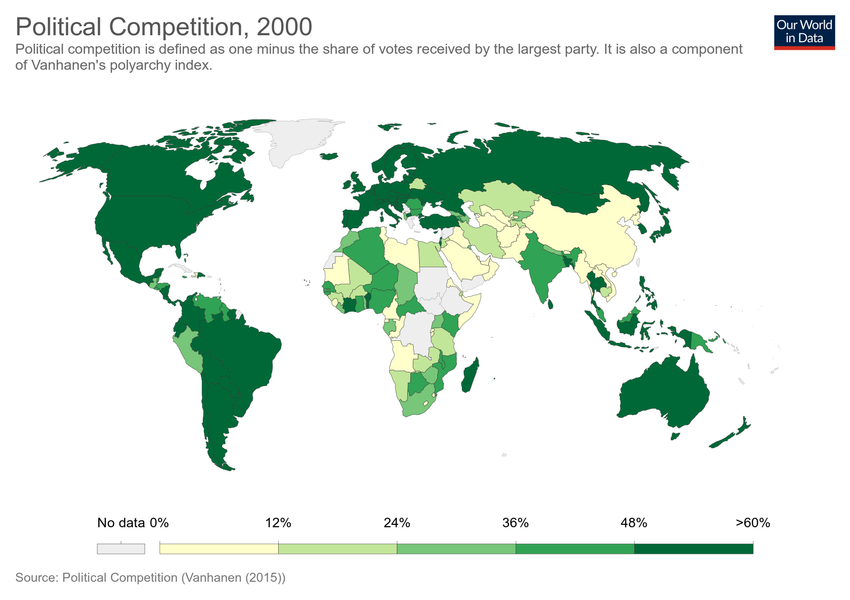 Political Competition, 2000
Our World
in Data
Political competition is defined as one minus the share of votes received by the largest party. It is also a component
of Vanhanen's polyarchy index.
No data 0% 12% 24% 36% 48% >60%
Source: Political Competition (Vanhanen (2015))